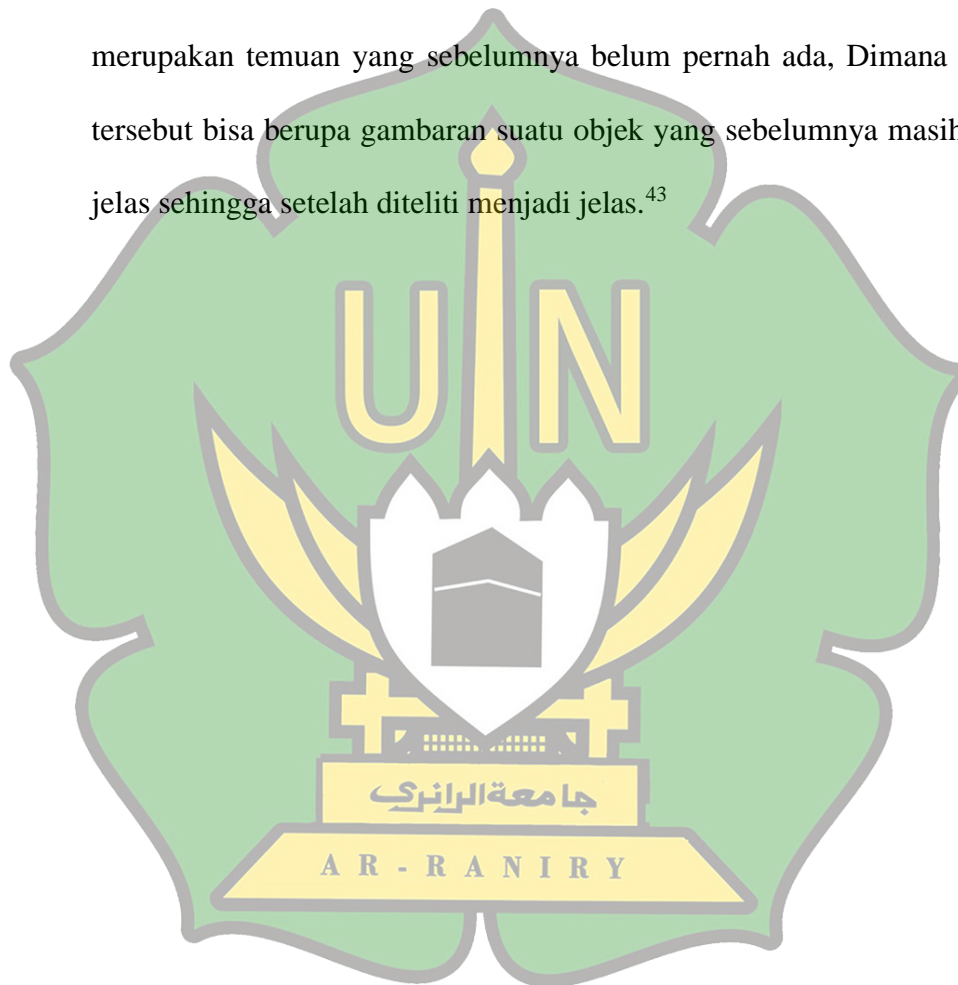 merupakan temuan yang sebelumnya belum pernah ada, Dimana
tersebut bisa berupa gambaran suatu objek yang sebelumnya masih
jelas sehingga setelah diteliti menjadi jelas.⁴³
UIN
جامعة الرانري
AR-RANIRY